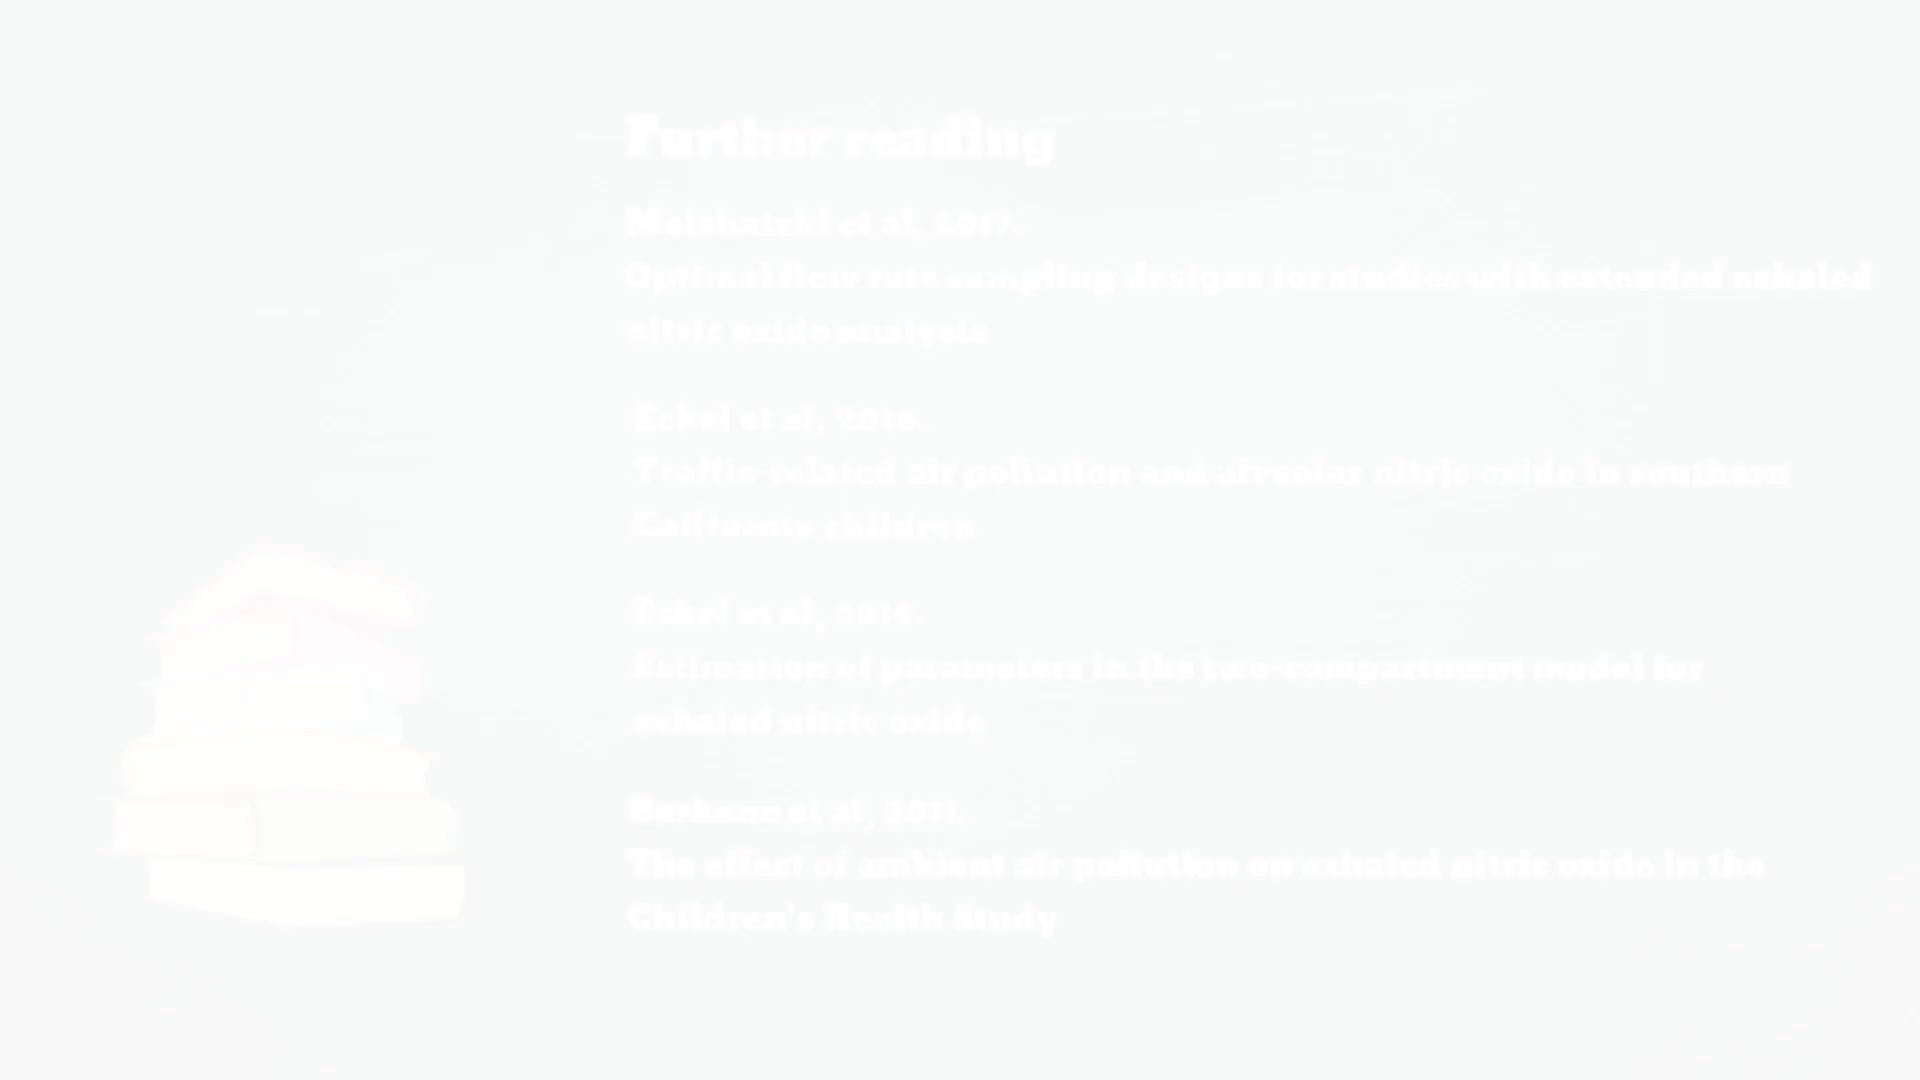 Further reading
Molshatzki et al, 2017.
Optimal flow rate sampling designs for studies with extended exhaled
nitric oxide analysis
Eckel et al, 2016.
Traffic-related air pollution and alveolar nitric oxide in southern
California children
Eckel et al, 2014.
Estimation of parameters in the two-compartment model for
exhaled nitric oxide
et al, 2011.
The effect of ambient air pollution on exhaled nitric oxide in the
Children's Health Study